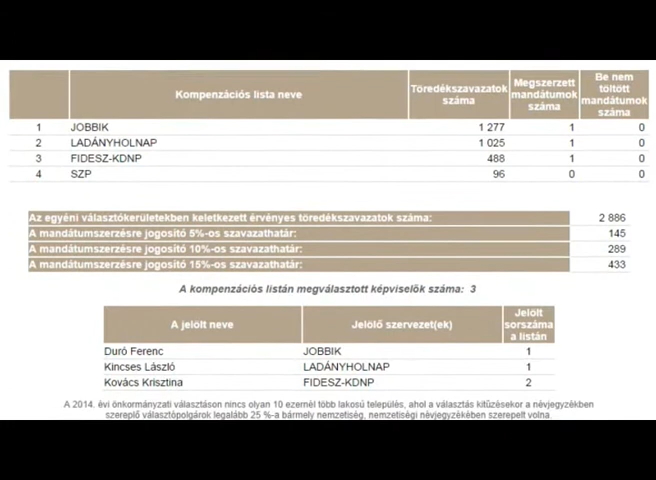 Kompenzációs lista neve Töredékszavazatok száma Megszerzett mandátumok száma Be nem töltött mandátumok száma
1 JOBBIK 1 277 1 0
2 LADÁNYHOLNAP 1 025 1 0
3 FIDESZ-KDNP 488 1 0
4 SZP 96 0 0
Az egyéni választókerületekben keletkezett érvényes töredékszavazatok száma: 2 886
A mandátumszerzésre jogosító 5%-os szavazathatár: 145
A mandátumszerzésre jogosító 10%-os szavazathatár: 289
A mandátumszerzésre jogosító 15%-os szavazathatár: 433
A kompenzációs listán megválasztott képviselők száma: 3
A jelölt neve Jelölő szervezet(ek) Jelölt sorszáma a listán
Duró Ferenc JOBBIK 1
Kincses László LADÁNYHOLNAP 1
Kovács Krisztina FIDESZ-KDNP 2
A 2014. évi önkormányzati választáson nincs olyan 10 ezernél több lakosú település, ahol a választás kitűzésekor a névjegyzékben
szereplő választópolgárok legalább 25 %-a bármely nemzetiség, nemzetiségi névjegyzékében szerepelt volna.